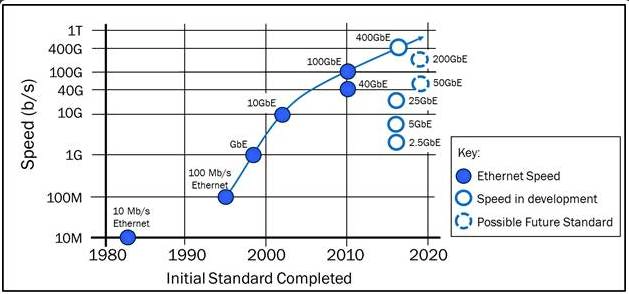 1T
400G
100G
40G
10G
1G
100M
10M
Speed (b/s)
400GbE
200GbE
100GbE
40GbE
50GbE
25GbE
10GbE
5GbE
2.5GbE
GbE
100 Mb/s
Ethernet
10 Mb/s
Ethernet
1980
1990
2000
2010
2020
Initial Standard Completed
Key:
Ethernet Speed
Speed in development
Possible Future Standard